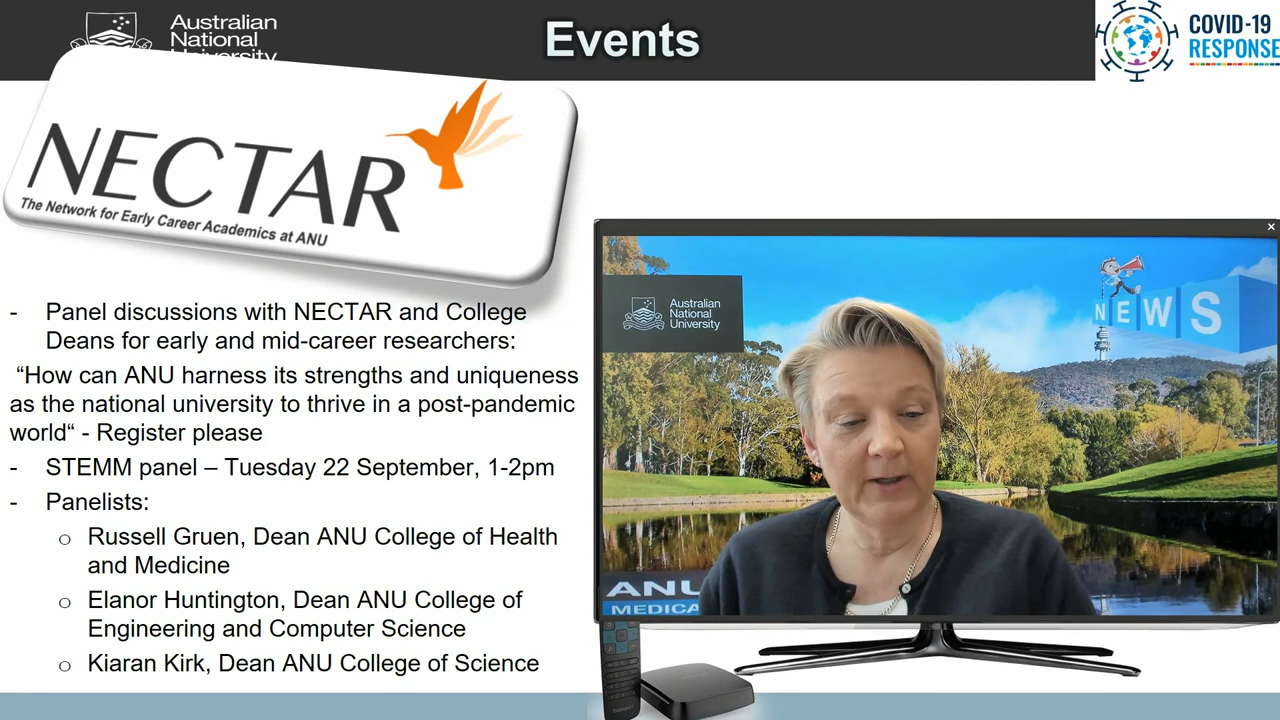 Australian
National
University
Events
COVID-19
RESPONSE
NECTAR
The Network for Early Career Academics at ANU
- Panel discussions with NECTAR and College
Deans for early and mid-career researchers:
“How can ANU harness its strengths and uniqueness
as the national university to thrive in a post-pandemic
world“ - Register please
- STEMM panel – Tuesday 22 September, 1-2pm
- Panelists:
o Russell Gruen, Dean ANU College of Health
and Medicine
o Elanor Huntington, Dean ANU College of
Engineering and Computer Science
o Kiaran Kirk, Dean ANU College of Science
Australian
National
University
NEWS
ANU
MEDICA